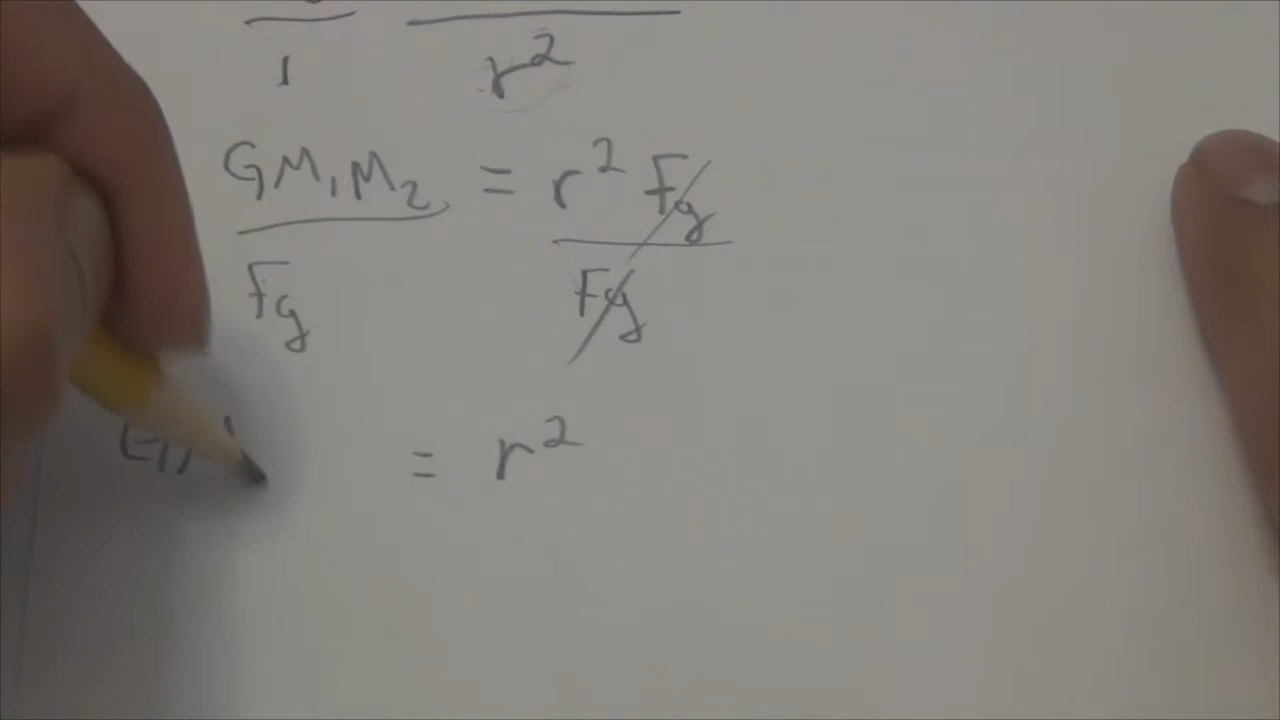 1 r²
GM₁M₂ = r² Fg
Fg Fg
= r²